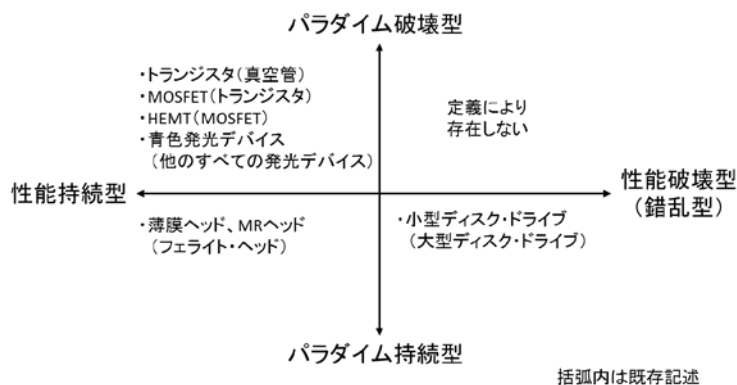 パラダイム破壊型
・トランジスタ(真空管)
・MOSFET(トランジスタ)
・HEMT(MOSFET)
・青色発光デバイス
(他のすべての発光デバイス)
定義により
存在しない
性能持続型
性能破壊型
(錯乱型)
・薄膜ヘッド、MRヘッド
(フェライト・ヘッド)
・小型ディスク・ドライブ
(大型ディスク・ドライブ)
パラダイム持続型
括弧内は既存記述